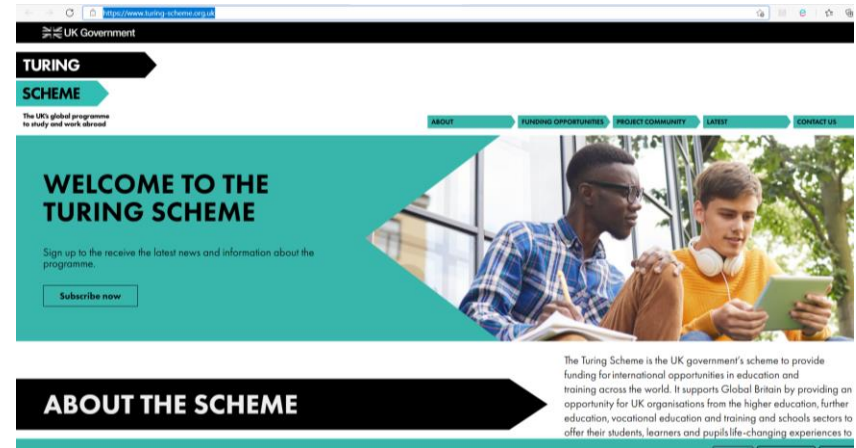 https://www.turing-scheme.org.uk
UK Government
TURING
SCHEME
The UK's global programme
to study and work abroad
ABOUT
FUNDING OPPORTUNITIES
PROJECT COMMUNITY
LATEST
CONTACT US
WELCOME TO THE
TURING SCHEME
Sign up to the receive the latest news and information about the
programme.
Subscribe now
ABOUT THE SCHEME
The Turing Scheme is the UK government's scheme to provide
funding for international opportunities in education and
training across the world. It supports Global Britain by providing an
opportunity for UK organisations from the higher education, further
education, vocational education and training and schools sectors to
offer their students, learners and pupils life-changing experiences to